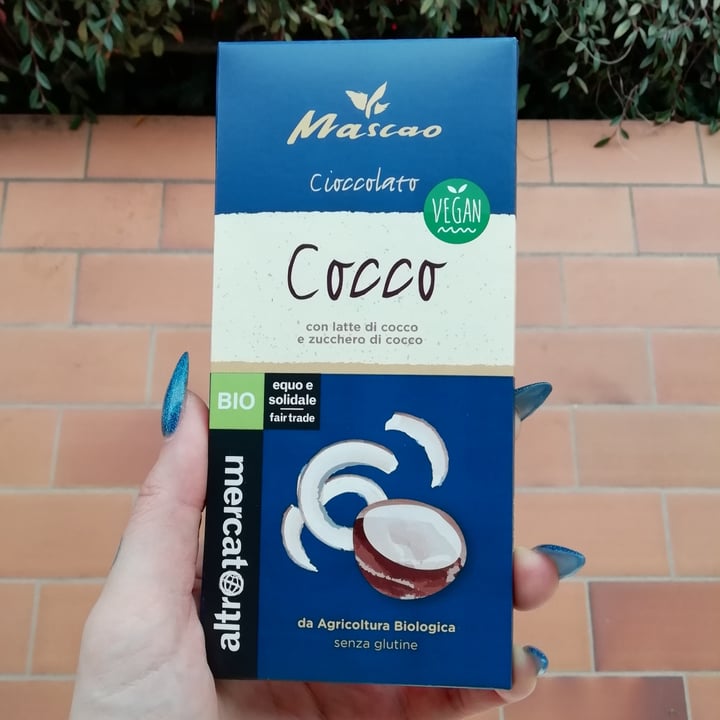 Mascao
Cioccolato
VEGAN
Cocco
con latte di cocco
e zucchero di cocco
BIO
equo e
solidale
fair trade
altromercato
da Agricoltura Biologica
senza glutine